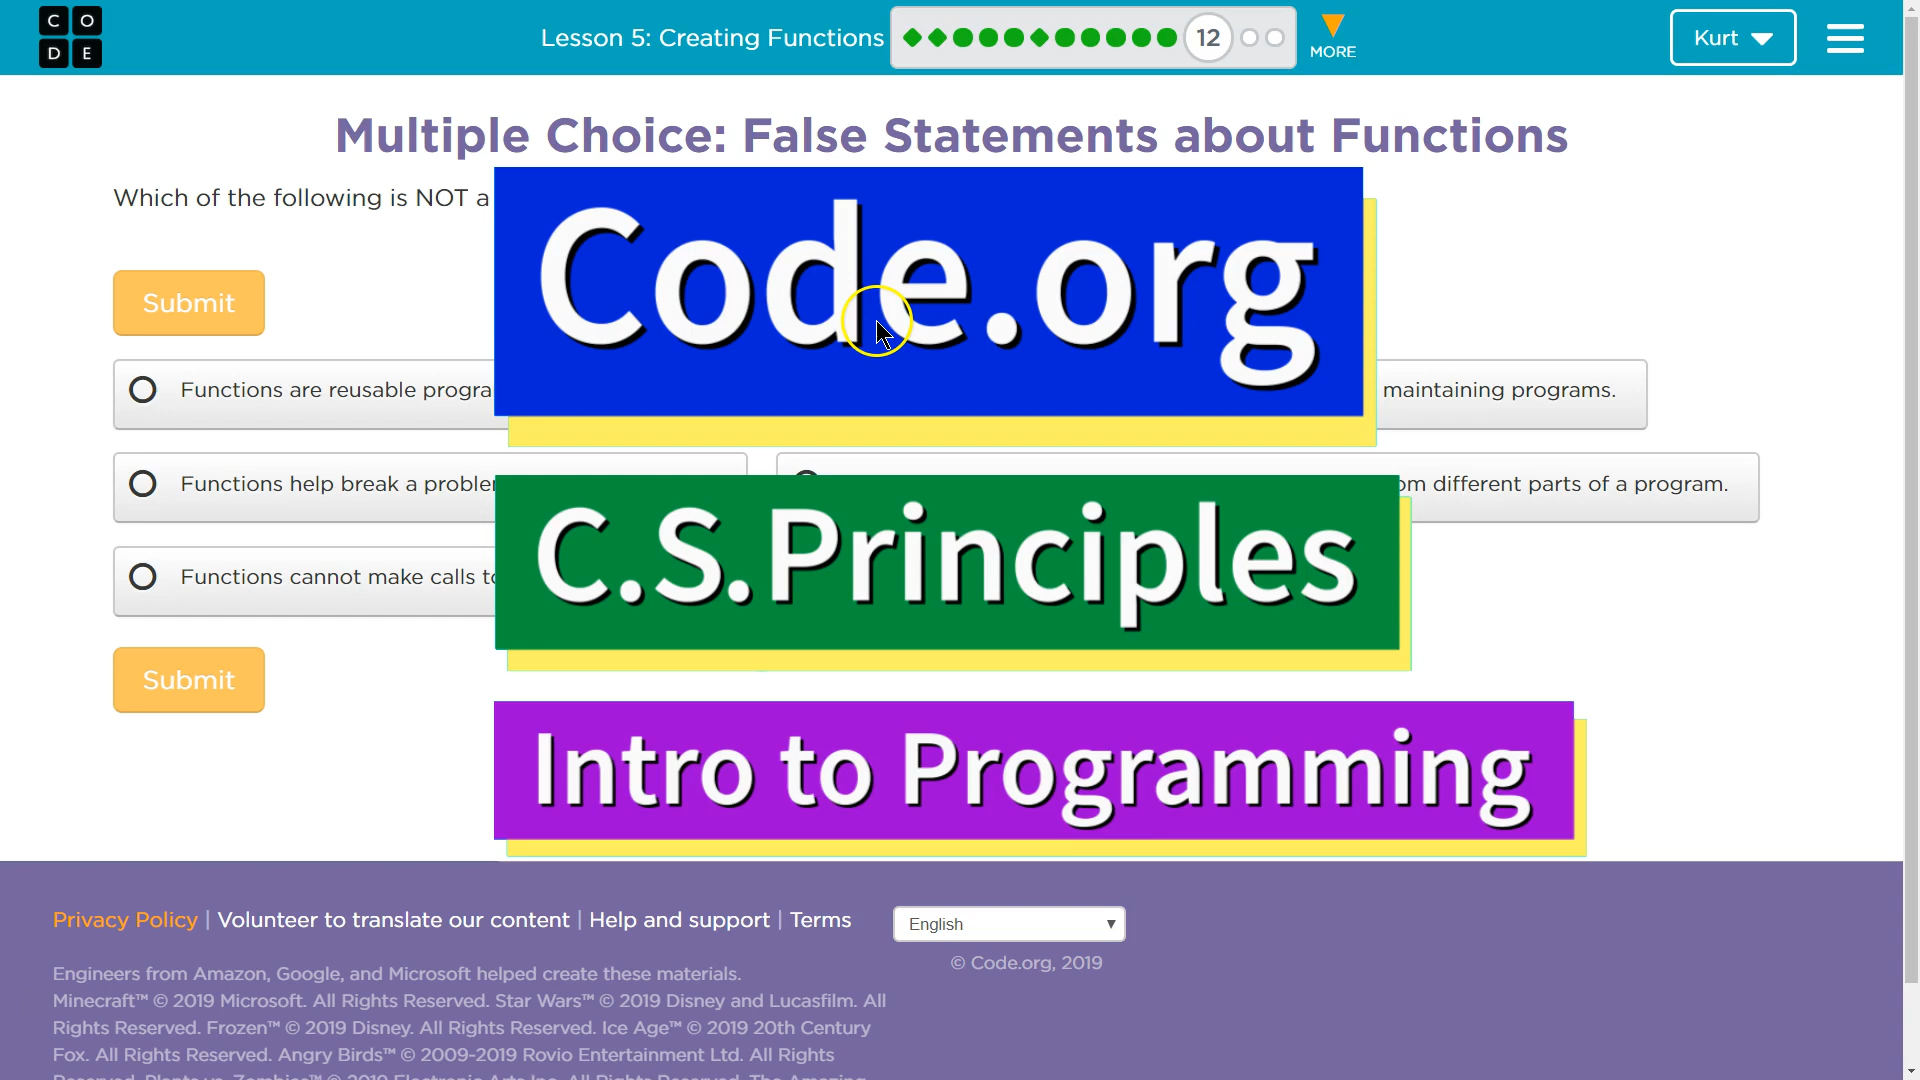 C O
D E
Lesson 5: Creating Functions
12
MORE
Kurt
Multiple Choice: False Statements about Functions
Which of the following is NOT a
Code.org
Submit
Functions are reusable
maintaining programs.
Functions help break a
different parts of a program.
C.S.Principles
Functions cannot make calls
Submit
Intro to Programming
Privacy Policy | Volunteer to translate our content | Help and support | Terms
English
© Code.org, 2019
Engineers from Amazon, Google, and Microsoft helped create these materials.
Minecraft™ © 2019 Microsoft. All Rights Reserved. Star Wars™ © 2019 Disney and Lucasfilm. All
Rights Reserved. Frozen™ © 2019 Disney. All Rights Reserved. Ice Age™ © 2019 20th Century
Fox. All Rights Reserved. Angry Birds™ © 2009-2019 Rovio Entertainment Ltd. All Rights